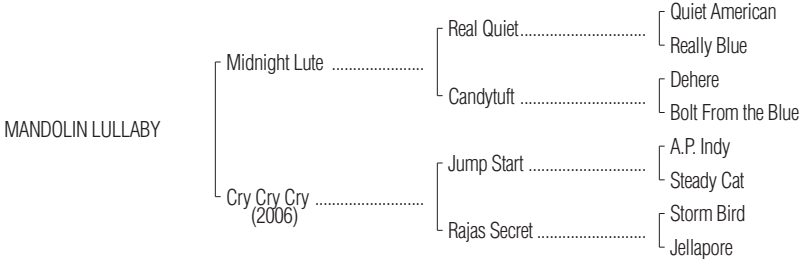 Quiet American
Real Quiet..............................
Really Blue
Midnight Lute ......................
Dehere
Candytuft ..............................
Bolt From the Blue
MANDOLIN LULLABY
A.P. Indy
Jump Start ............................
Steady Cat
Cry Cry Cry ..........................
(2006)
Storm Bird
Rajas Secret ..........................
Jellapore